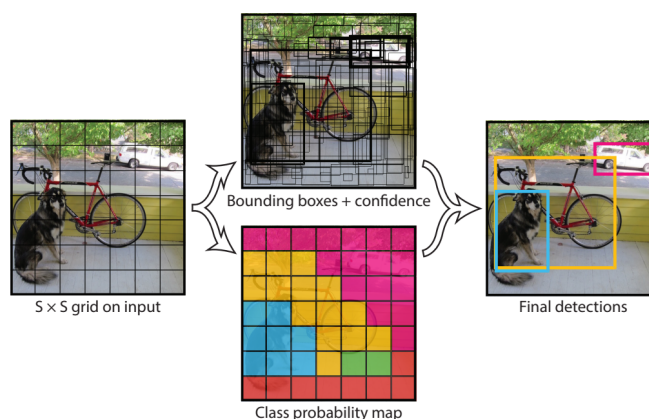 S × S grid on input
Bounding boxes + confidence
Class probability map
Final detections